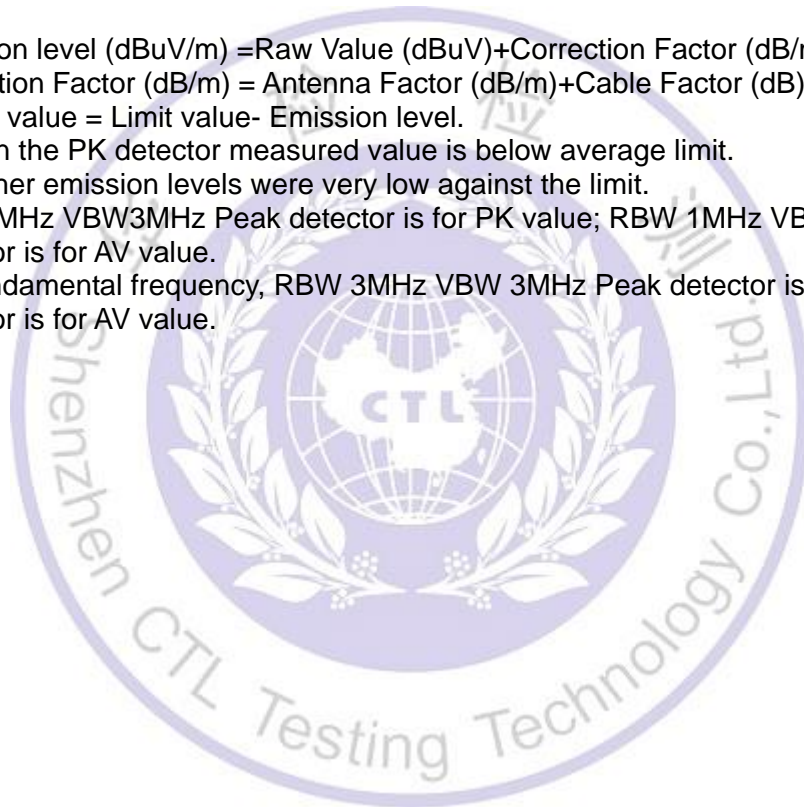 on level (dBuV/m) =Raw Value (dBuV)+Correction Factor (dB/m
tion Factor (dB/m) = Antenna Factor (dB/m)+Cable Factor (dB)
value = Limit value- Emission level.
n the PK detector measured value is below average limit.
ner emission levels were very low against the limit.
MHz VBW3MHz Peak detector is for PK value; RBW 1MHz VB
or is for AV value.
ndamental frequency, RBW 3MHz VBW 3MHz Peak detector is
or is for AV value.
检 测
CTL
Shenzhen CTL Testing Technology Co., Ltd.